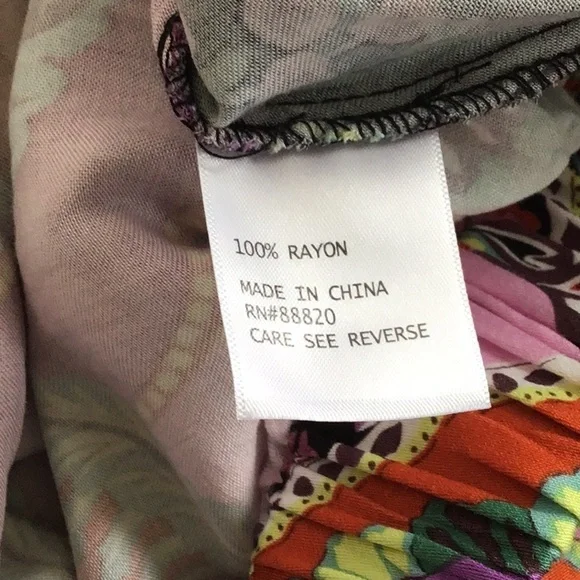 100% RAYON
MADE IN CHINA
RN#88820
CARE SEE REVERSE